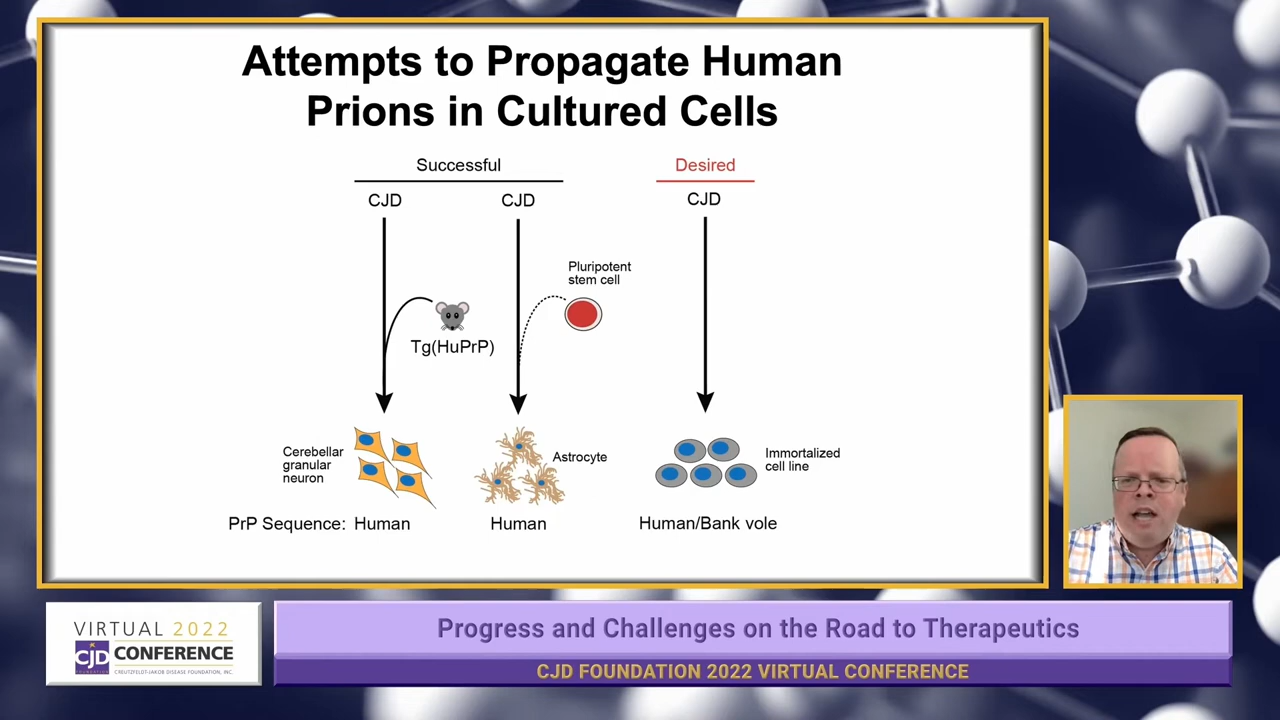 Attempts to Propagate Human
Prions in Cultured Cells
Successful
Desired
CJD
CJD
CJD
Pluripotent
stem cell
Tg(HuPrP)
Cerebellar
granular
neuron
Astrocyte
Immortalized
cell line
PrP Sequence: Human
Human
Human/Bank vole
VIRTUAL 2022
CJD CONFERENCE
FOUNDATION CREUTZFELDT-JAKOB DISEASE FOUNDATION, INC.
Progress and Challenges on the Road to Therapeutics
CJD FOUNDATION 2022 VIRTUAL CONFERENCE